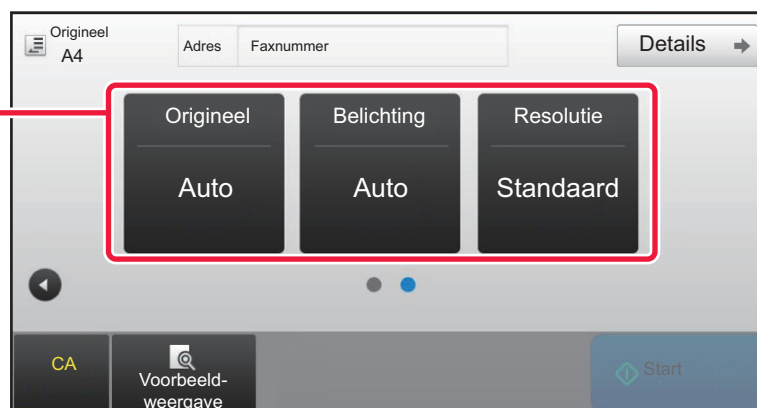 Origineel
A4
Adres
Faxnummer
Details
Origineel
Belichting
Resolutie
Auto
Auto
Standaard
CA
Voorbeeld-
weergave
Start